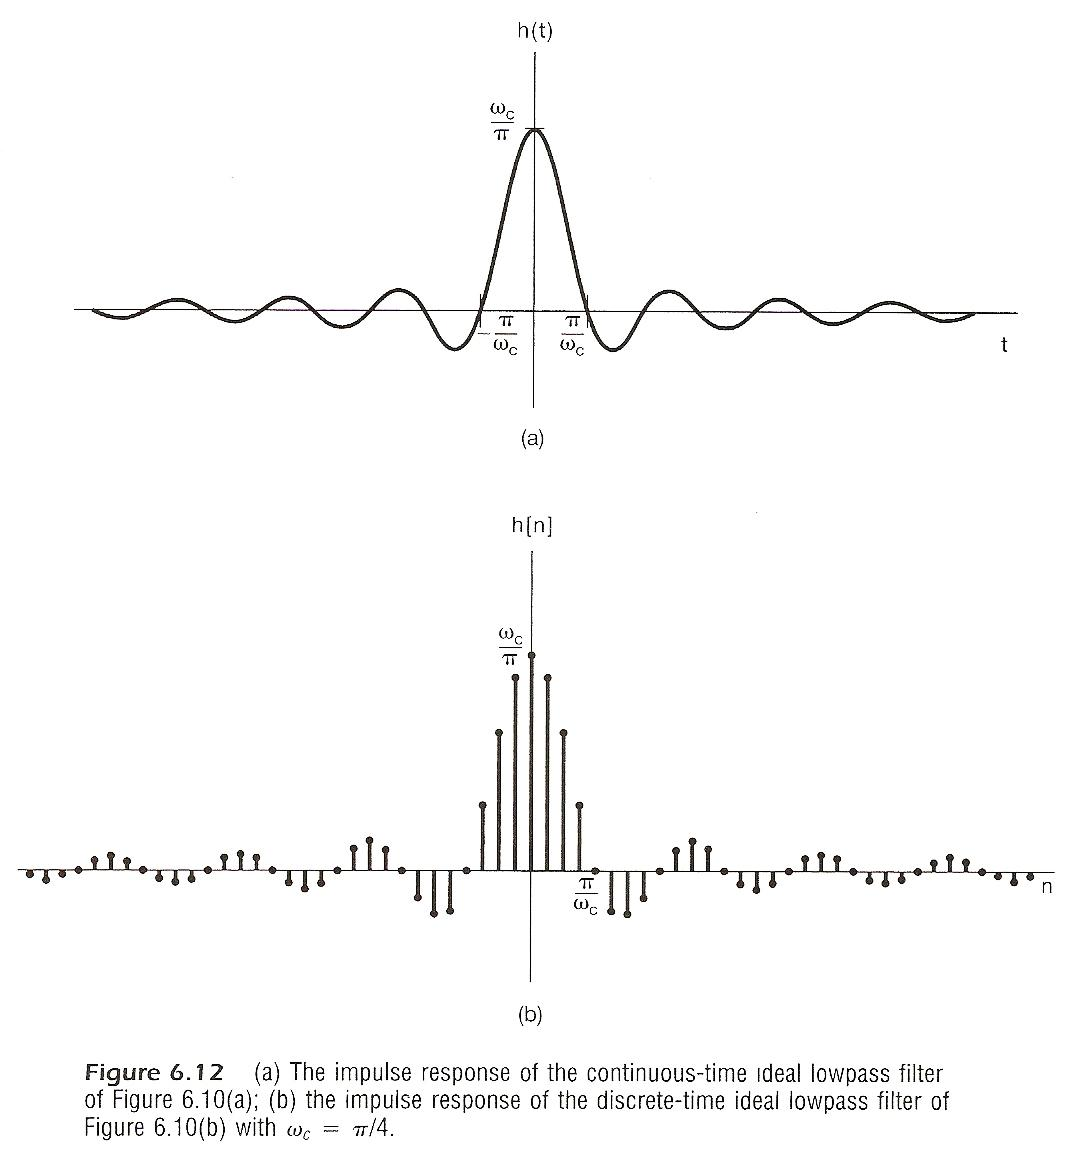 h(t)
ωc
π
- π
ωc
π
ωc
t
(a)
h[n]
ωc
π
π
ωc
n
(b)
Figure 6.12 (a) The impulse response of the continuous-time ideal lowpass filter
of Figure 6.10(a); (b) the impulse response of the discrete-time ideal lowpass filter of
Figure 6.10(b) with ωc = π/4.